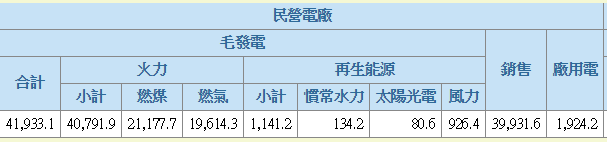 民營電廠
毛發電
銷售
廠用電
合計
火力
再生能源
小計
燃煤
燃氣
小計
慣常水力
太陽光電
風力
41,933.1 40,791.9 21,177.7 19,614.3 1,141.2 134.2 80.6 926.4 39,931.6 1,924.2